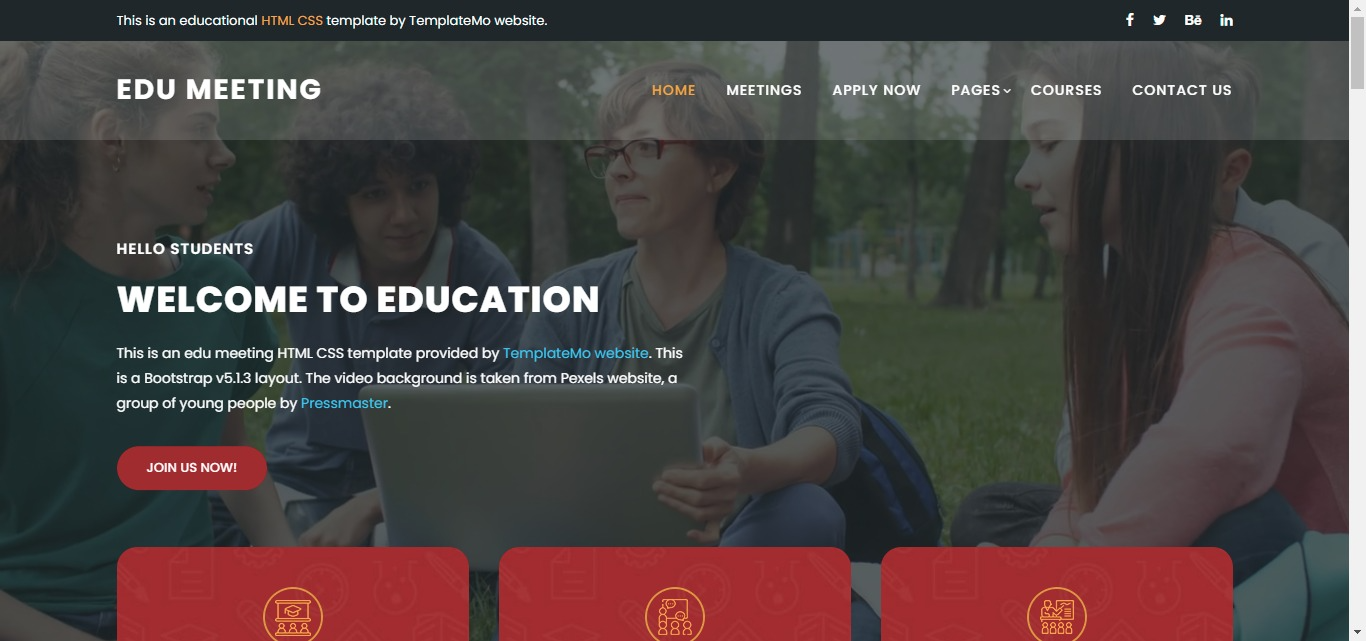 This is an educational HTML CSS template by TemplateMo website.
Bē
in
EDU MEETING
HOME MEETINGS APPLY NOW PAGES COURSES CONTACT US
HELLO STUDENTS
WELCOME TO EDUCATION
This is an edu meeting HTML CSS template provided by TemplateMo website. This
is a Bootstrap v5.1.3 layout. The video background is taken from Pexels website, a
group of young people by Pressmaster.
JOIN US NOW!